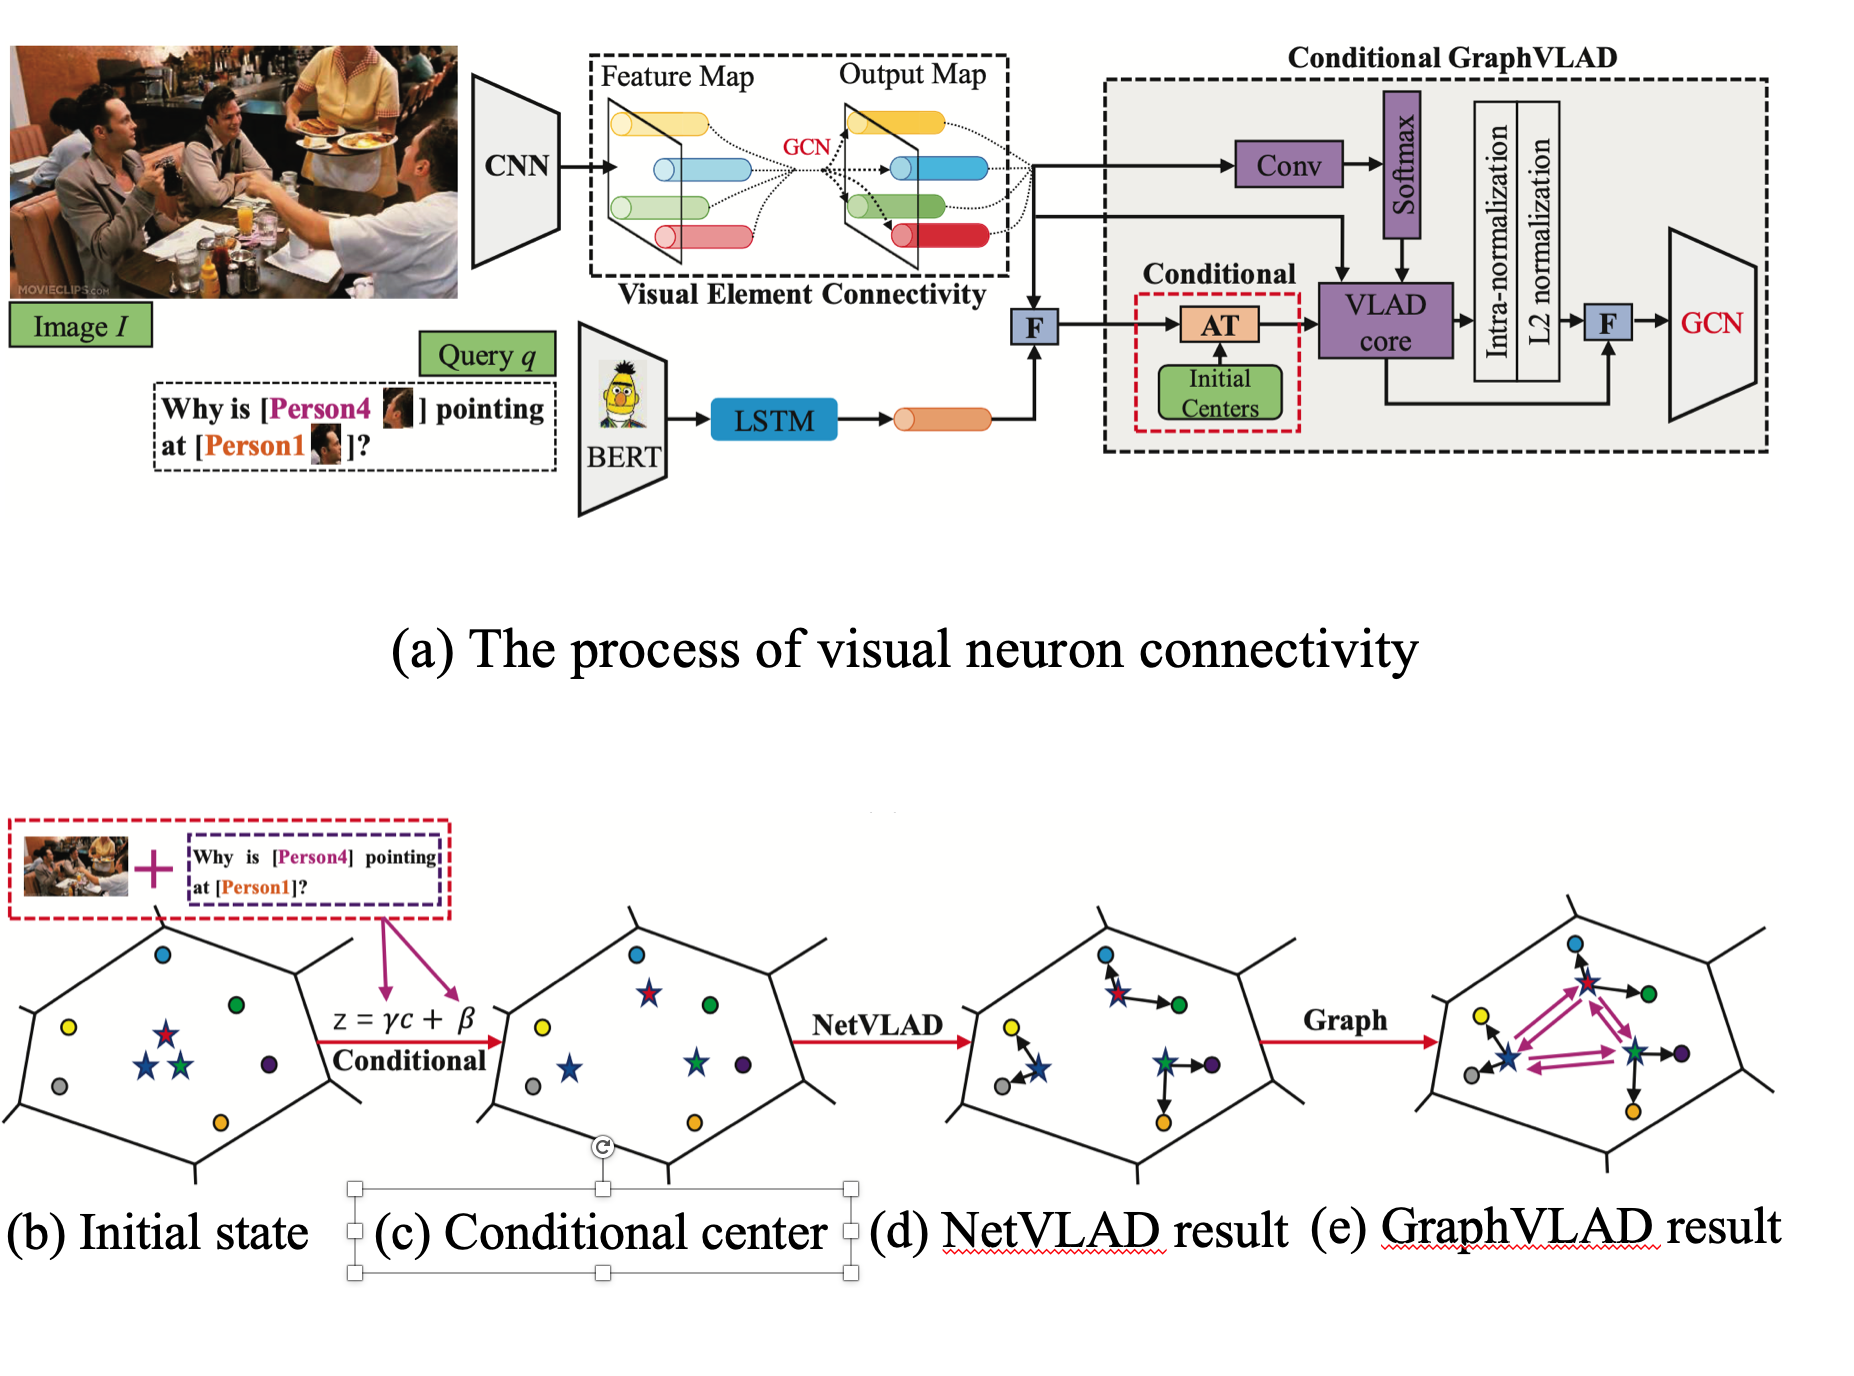 MOVIECLIPS.COM
Image I
Query q
Why is [Person4 ] pointing
at [Person1 ]?
CNN
Feature Map
Output Map
GCN
Visual Element Connectivity
BERT
LSTM
F
Conditional GraphVLAD
Conv
Softmax
Conditional
AT
Initial
Centers
VLAD
core
Intra-normalization
L2 normalization
F
GCN
(a) The process of visual neuron connectivity
Why is [Person4] pointing
at [Person1]?
z = γc + β
Conditional
NetVLAD
Graph
(b) Initial state
(c) Conditional center
(d) NetVLAD result
(e) GraphVLAD result